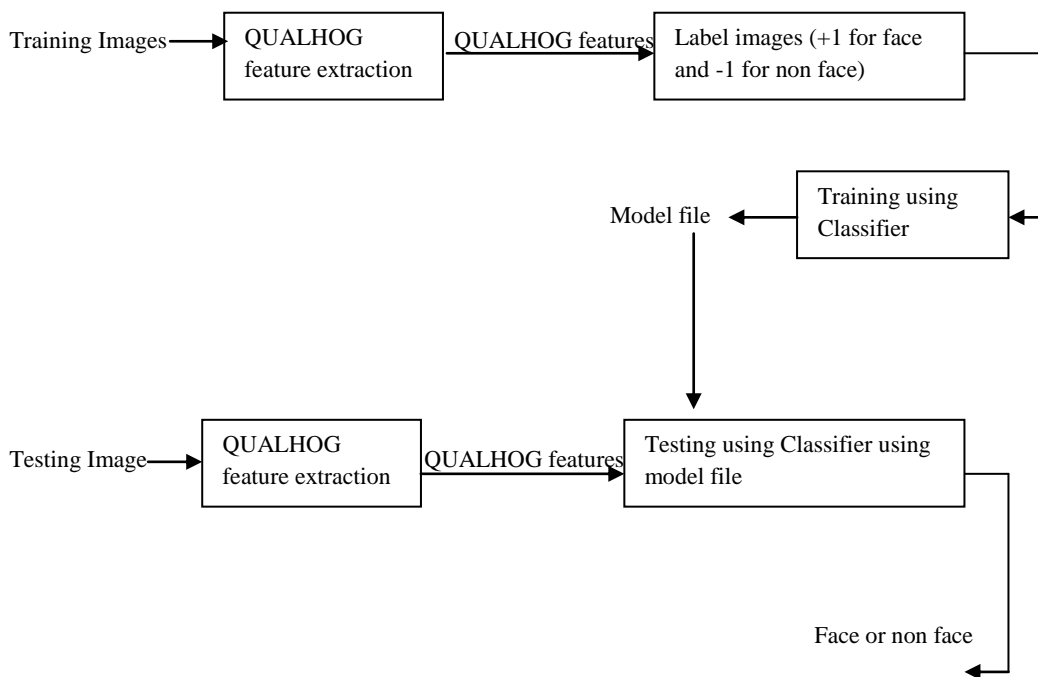 Training Images
QUALHOG
feature extraction
QUALHOG features
Label images (+1 for face
and -1 for non face)
Training using
Classifier
Model file
Testing Image
QUALHOG
feature extraction
QUALHOG features
Testing using Classifier using
model file
Face or non face